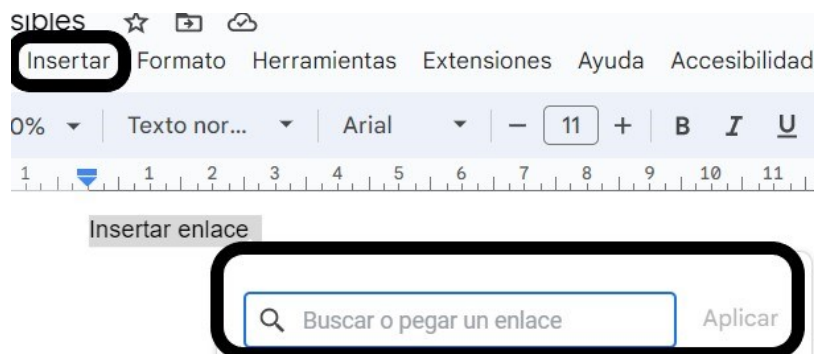 sibles
Insertar Formato Herramientas Extensiones Ayuda Accesibilidad
0% Texto nor... Arial − 11 + B I U
1 1 2 3 4 5 6 7 8 9 10 11
Insertar enlace
Buscar o pegar un enlace Aplicar